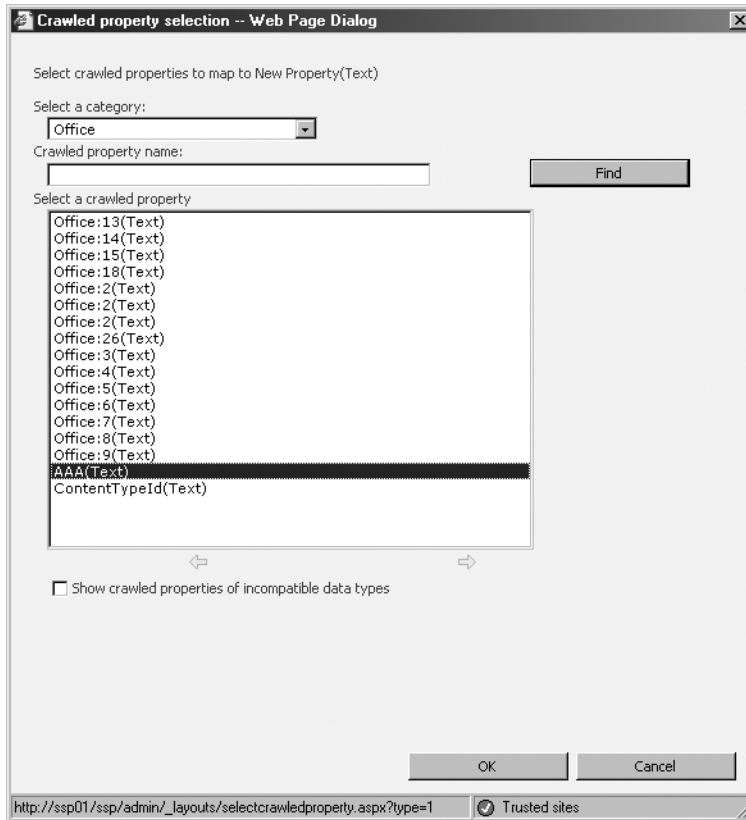 Crawled property selection -- Web Page Dialog
Select crawled properties to map to New Property(Text)
Select a category:
Office
Crawled property name:
Find
Select a crawled property
Office:13(Text)
Office:14(Text)
Office:15(Text)
Office:18(Text)
Office:2(Text)
Office:2(Text)
Office:2(Text)
Office:26(Text)
Office:3(Text)
Office:4(Text)
Office:5(Text)
Office:6(Text)
Office:7(Text)
Office:8(Text)
Office:9(Text)
AAA(Text)
ContentTypeId(Text)
Show crawled properties of incompatible data types
OK Cancel
http://ssp01/ssp/admin/_layouts/selectcrawledproperty.aspx?type=1 Trusted sites